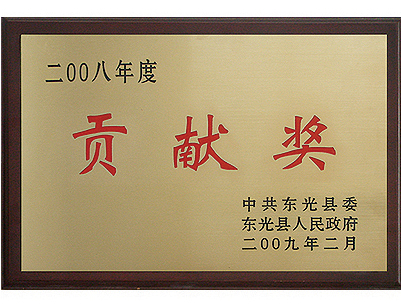 二00八年度
贡献奖
中共东光县委
东光县人民政府
二00九年二月